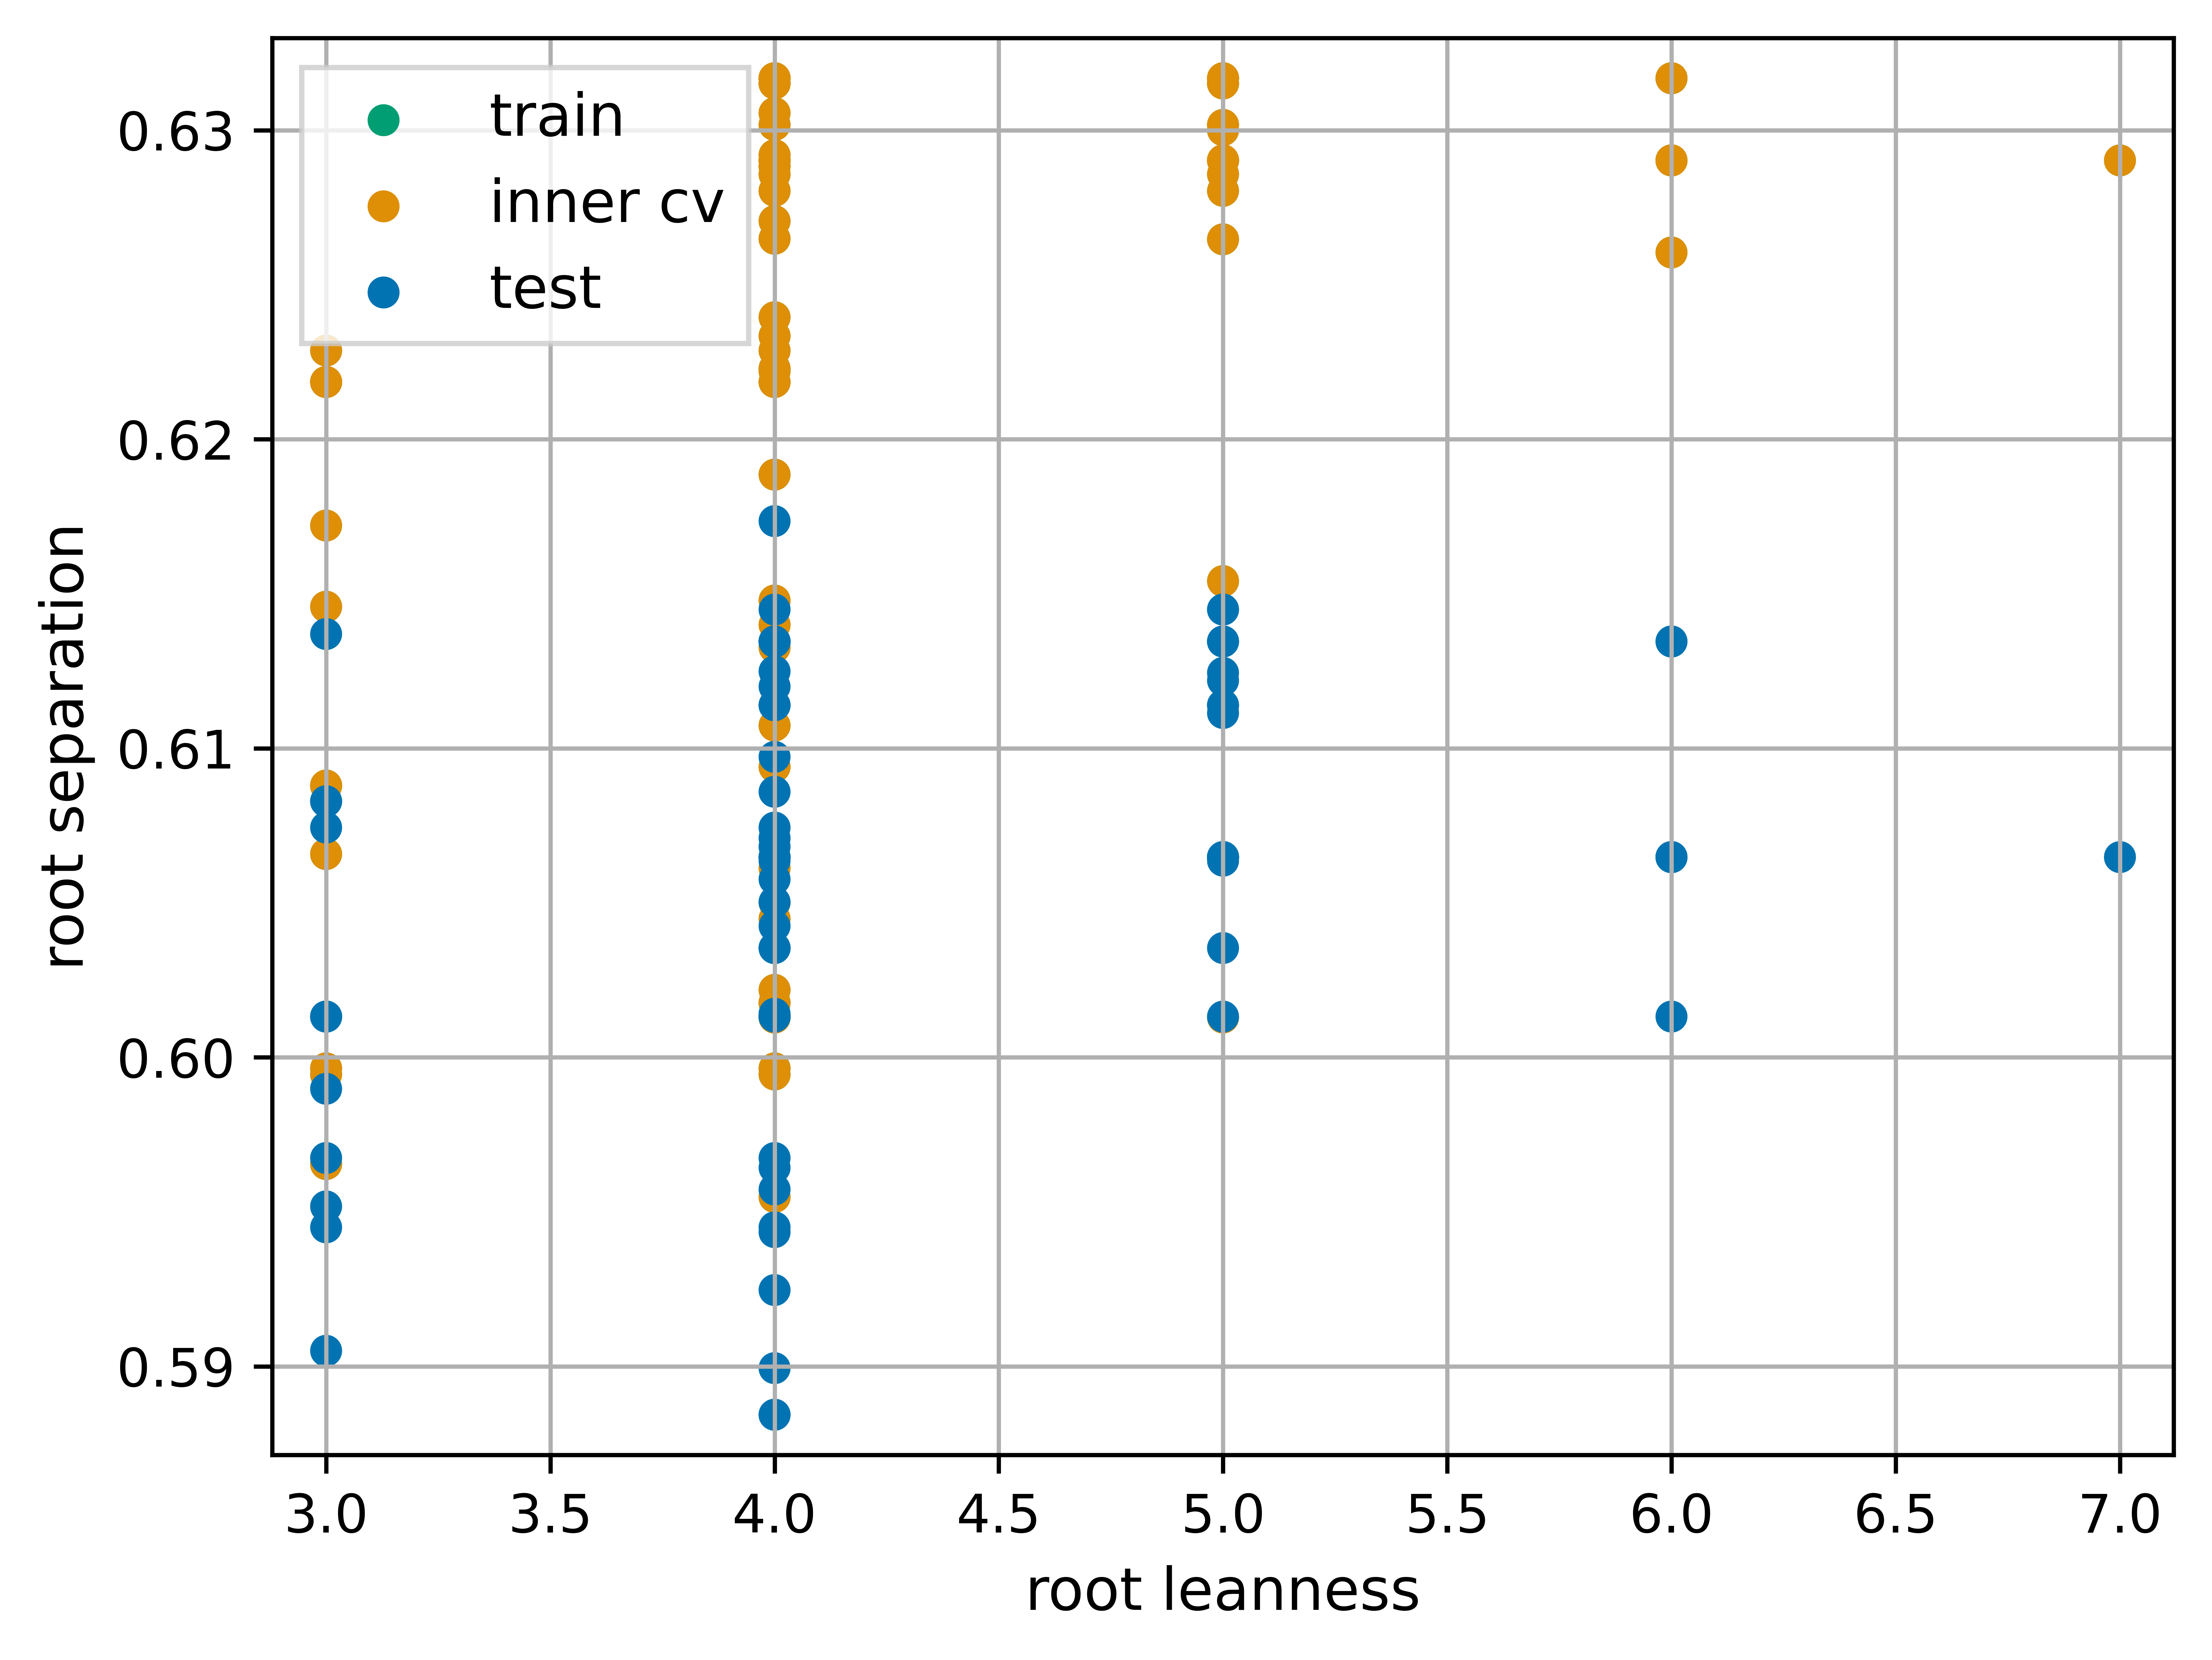 train
inner cv
test
0.63
0.62
0.61
0.60
0.59
root separation
3.0 3.5 4.0 4.5 5.0 5.5 6.0 6.5 7.0
root leanness